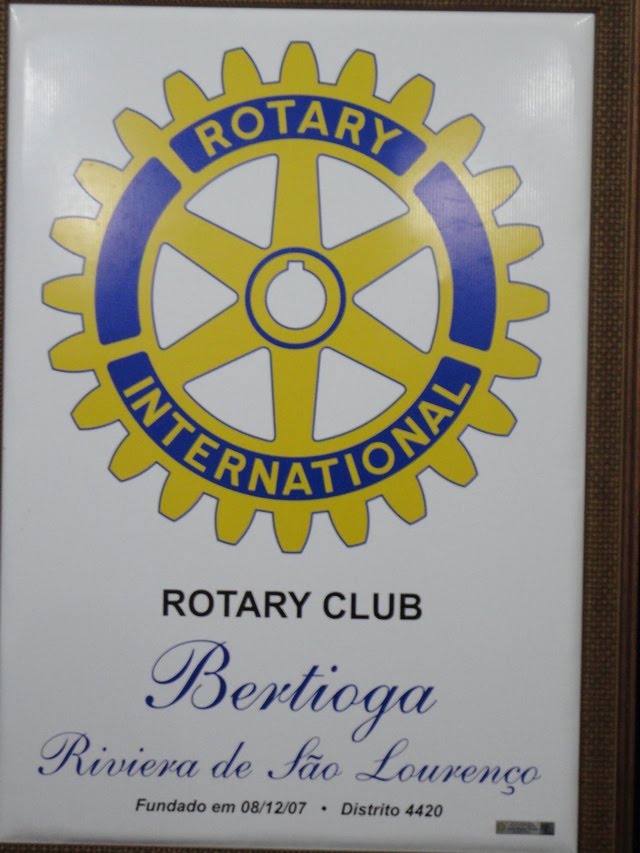 ROTARY
INTERNATIONAL
ROTARY CLUB
Bertioga
Riviera de São Lourenço
Fundado em 08/12/07 • Distrito 4420